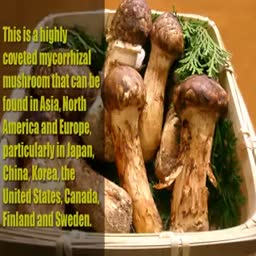 This is a highly
coveted mycorrhizal
mushroom that can be
found in Asia, North
America and Europe,
particularly in Japan,
China, Korea, the
United States, Canada,
Finland and Sweden.